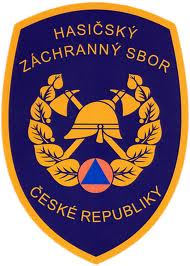 HASIČSKÝ
ZÁCHRANNÝ SBOR
ČESKÉ REPUBLIKY